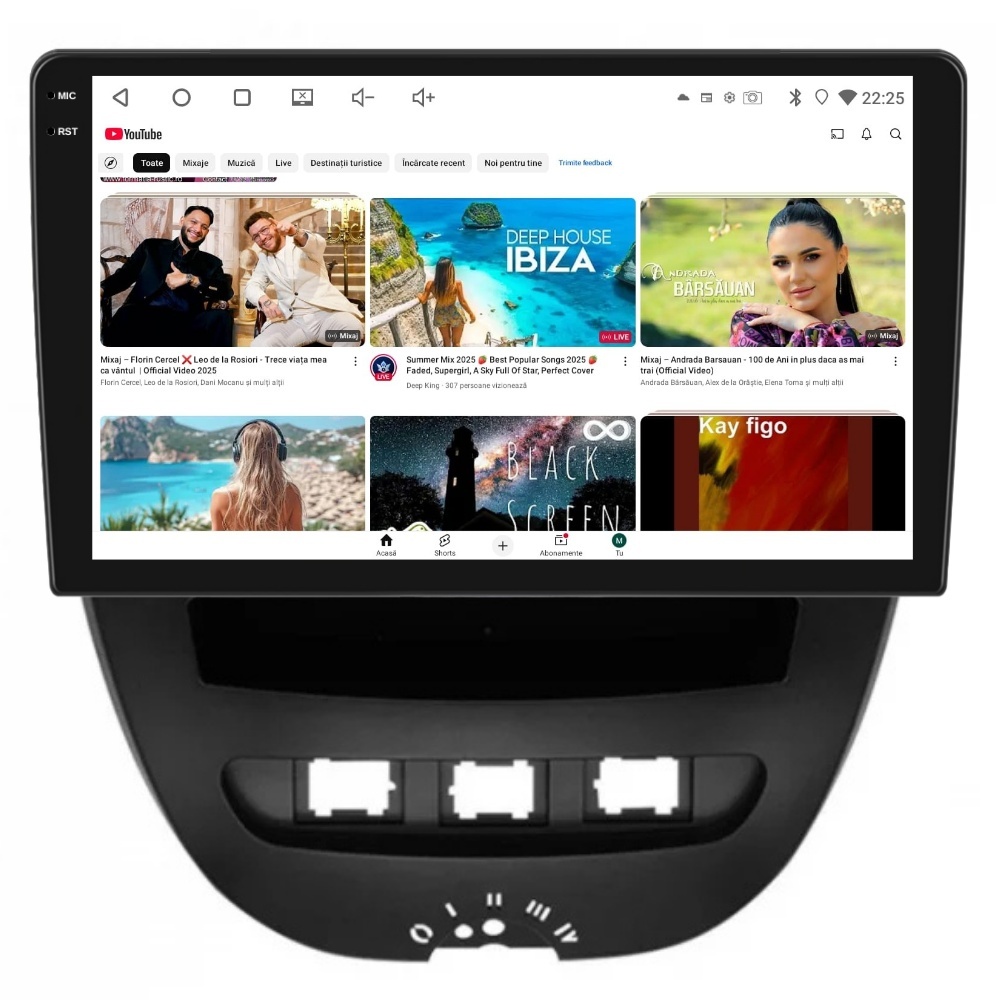 MIC
22:25
RST
YouTube
Toate
Mixaje
Muzică
Live
Destinații turistice
Încărcate recent
Noi pentru tine
Trimite feedback
Mixaj
DEEP HOUSE
IBIZA
LIVE
ANDRADA
BÂRSĂUAN
Mixaj
Mixaj – Florin Cercel ❌ Leo de la Rosiori - Trece viața mea
ca vântul | Official Video 2025
Florin Cercel, Leo de la Rosiori, Dani Mocanu și mulți alții
LIVE
Summer Mix 2025 🍓 Best Popular Songs 2025 🍓
Faded, Supergirl, A Sky Full Of Star, Perfect Cover
Deep King · 307 persoane vizionează
Mixaj – Andrada Barsauan - 100 de Ani in plus daca as mai
trai (Official Video)
Andrada Bârsăuan, Alex de la Orăștie, Elena Toma și mulți alții
BLACK
SCREEN
Kay figo
Acasă
Shorts
Abonamente
M
Tu
O I II III IV